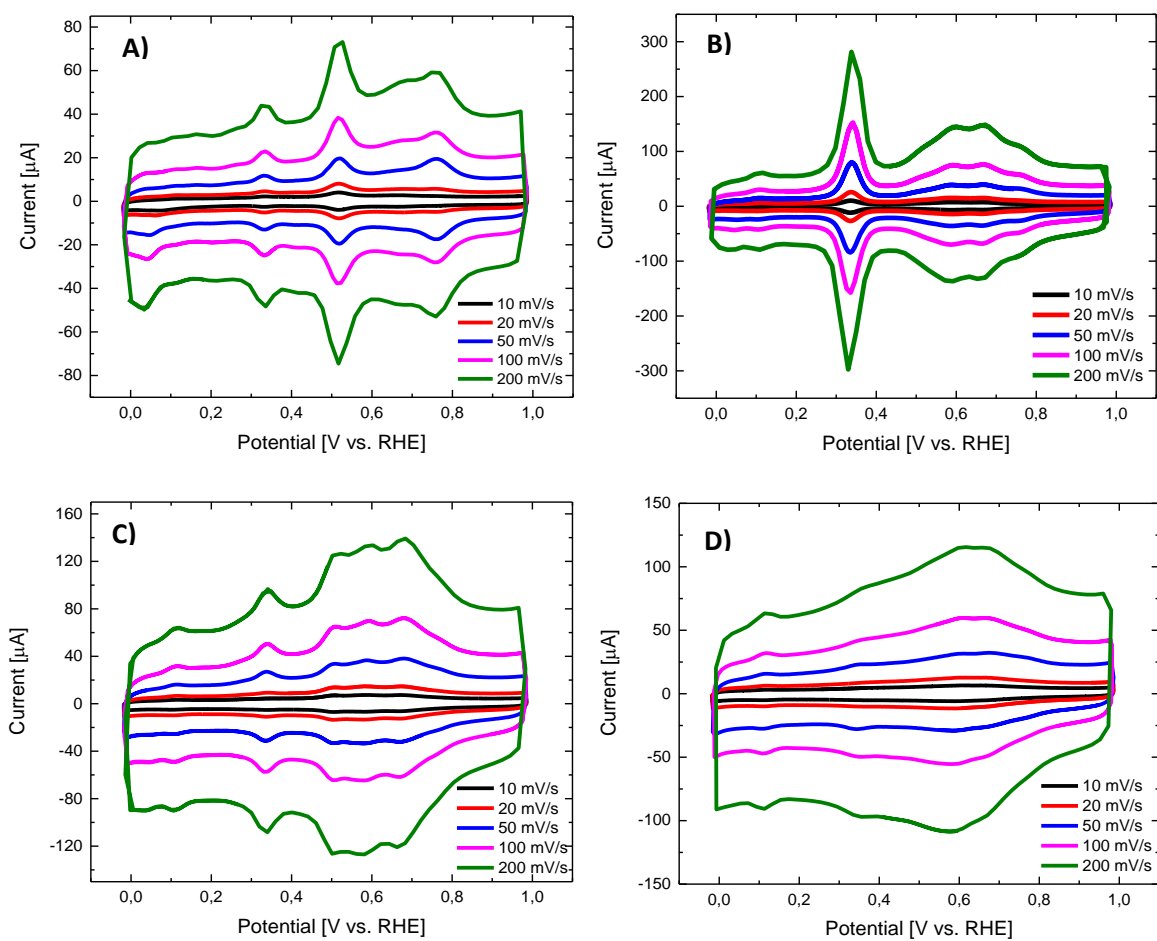 A)
80
60
40
20
0
-20
-40
-60
-80
Current [µA]
0,0 0,2 0,4 0,6 0,8 1,0
Potential [V vs. RHE]
10 mV/s
20 mV/s
50 mV/s
100 mV/s
200 mV/s
B)
300
200
100
0
-100
-200
-300
Current [µA]
0,0 0,2 0,4 0,6 0,8 1,0
Potential [V vs. RHE]
10 mV/s
20 mV/s
50 mV/s
100 mV/s
200 mV/s
C)
160
120
80
40
0
-40
-80
-120
Current [µA]
0,0 0,2 0,4 0,6 0,8 1,0
Potential [V vs. RHE]
10 mV/s
20 mV/s
50 mV/s
100 mV/s
200 mV/s
D)
150
100
50
0
-50
-100
-150
Current [µA]
0,0 0,2 0,4 0,6 0,8 1,0
Potential [V vs. RHE]
10 mV/s
20 mV/s
50 mV/s
100 mV/s
200 mV/s